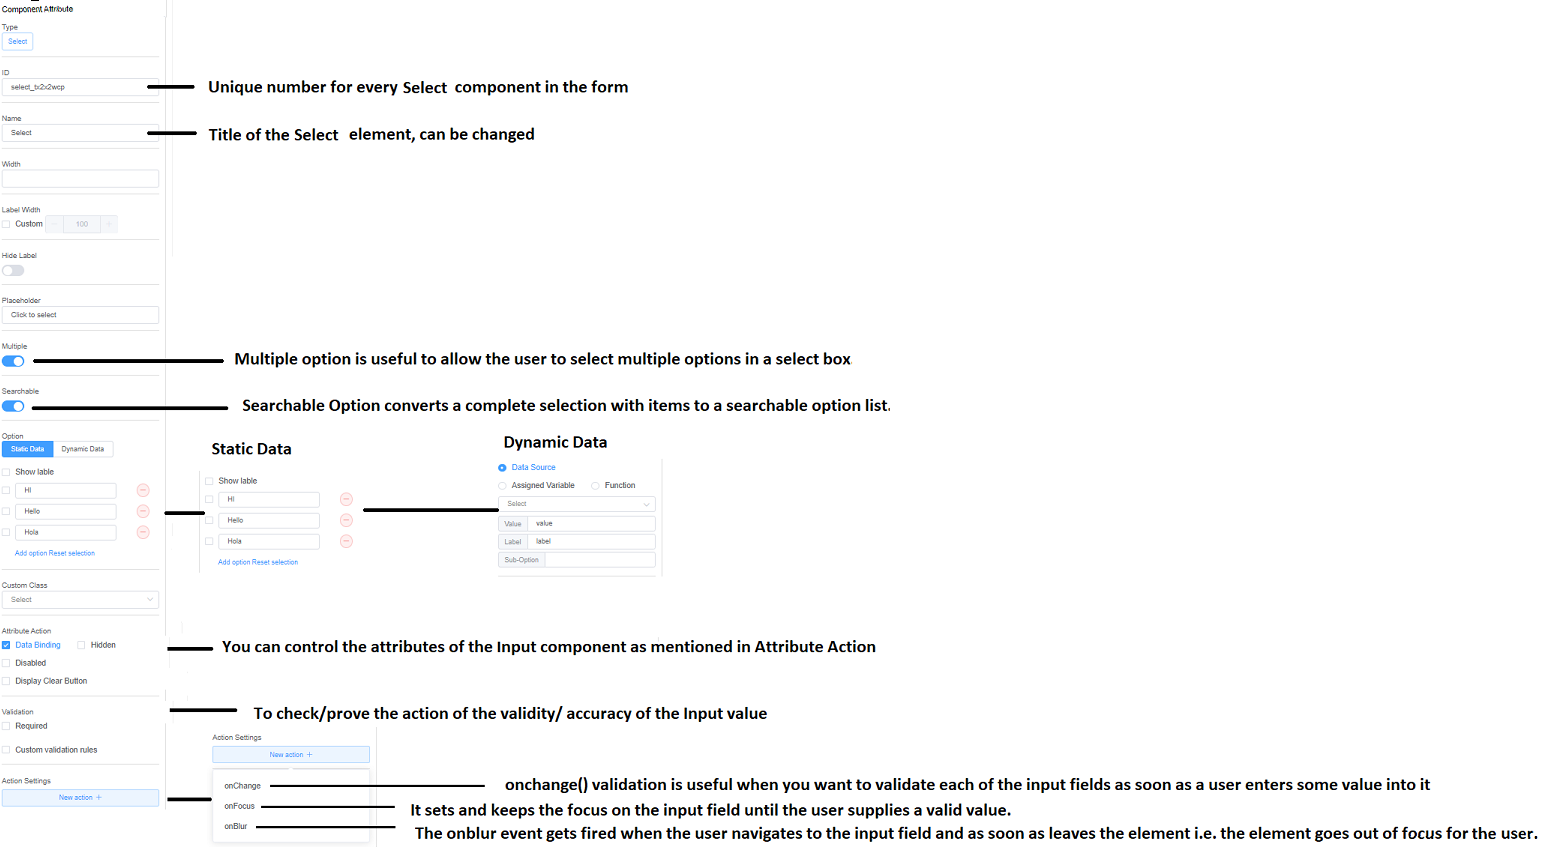 Component Attribute
Type
Select
ID
select_tx2x2wcp
Unique number for every Select component in the form
Name
Select
Title of the Select element, can be changed
Width
Label Width
Custom
100
Hide Label
Placeholder
Click to select
Multiple
Multiple option is useful to allow the user to select multiple options in a select box
Searchable
Searchable Option converts a complete selection with items to a searchable option list.
Option
Static Data
Dynamic Data
Show lable
HI
Hello
Hola
Add option Reset selection
Static Data
Show lable
HI
Hello
Hola
Add option Reset selection
Dynamic Data
Data Source
Assigned Variable
Function
Select
Value
value
Label
label
Sub-Option
Custom Class
Select
Attribute Action
Data Binding
Hidden
Disabled
Display Clear Button
You can control the attributes of the Input component as mentioned in Attribute Action
Validation
Required
Custom validation rules
To check/prove the action of the validity/ accuracy of the Input value
Action Settings
New action +
Action Settings
New action +
onChange
onchange() validation is useful when you want to validate each of the input fields as soon as a user enters some value into it
onFocus
It sets and keeps the focus on the input field until the user supplies a valid value.
onBlur
The onblur event gets fired when the user navigates to the input field and as soon as leaves the element i.e. the element goes out of focus for the user.